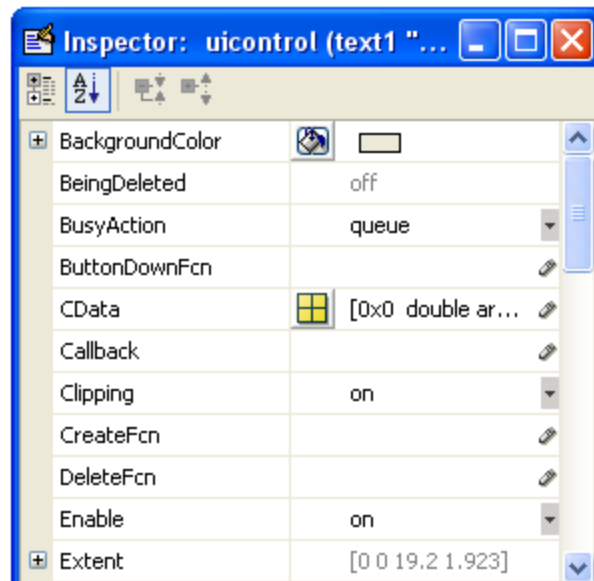 Inspector: uicontrol (text1 "...
A
Z
BackgroundColor
BeingDeleted off
BusyAction queue
ButtonDownFcn
CData [0x0 double ar...
Callback
Clipping on
CreateFcn
DeleteFcn
Enable on
Extent [0 0 19.2 1.923]